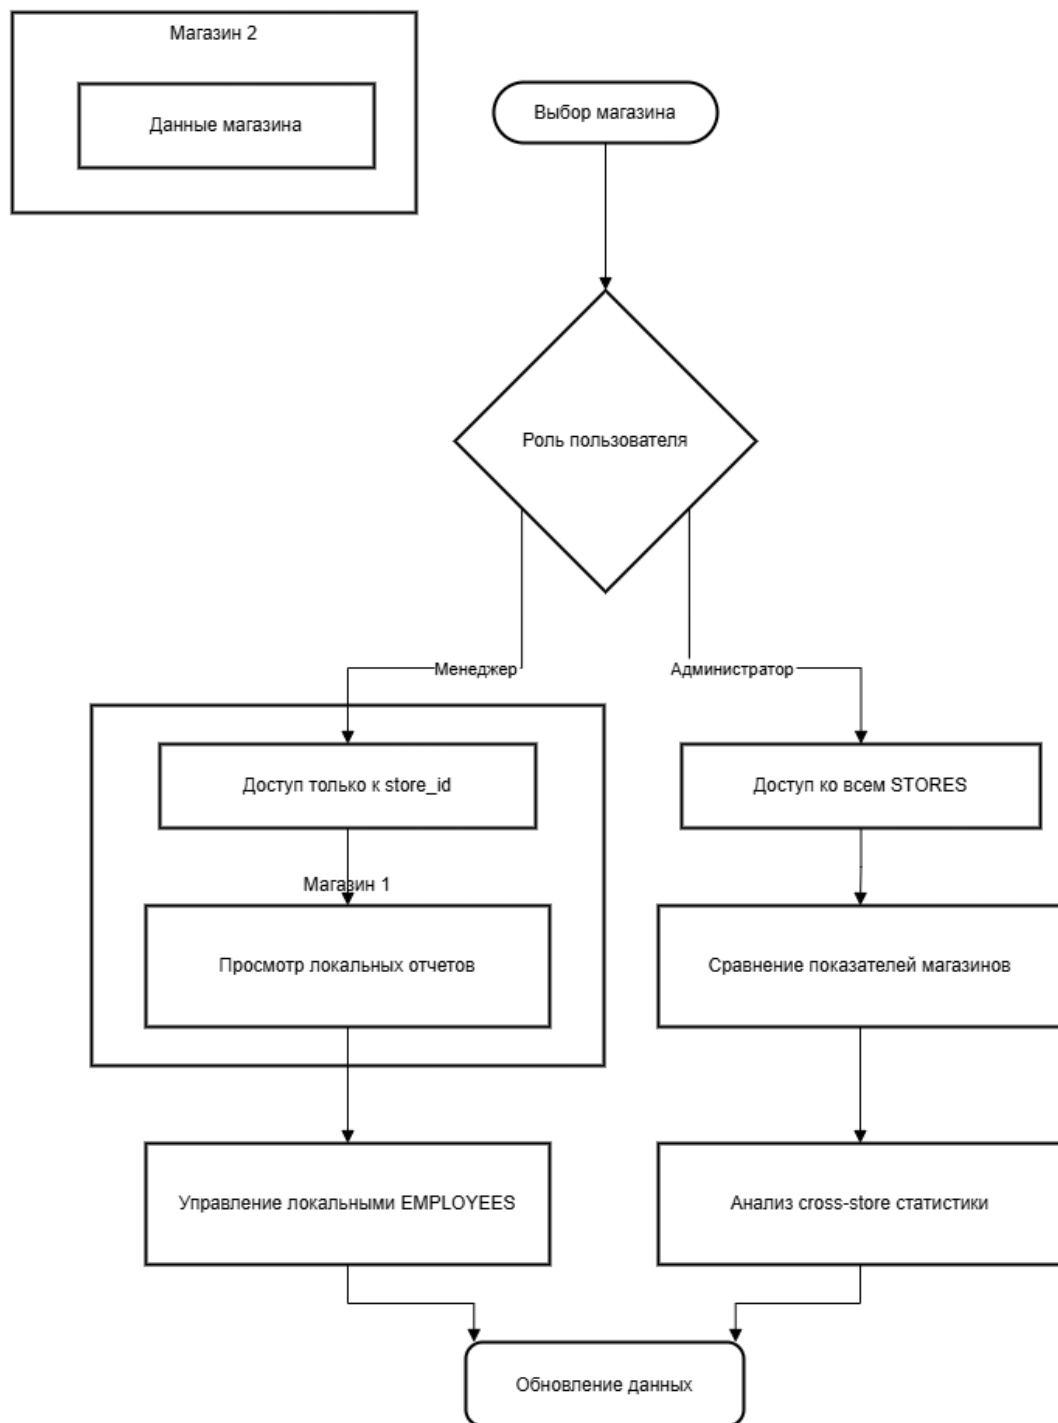 Магазин 2
Данные магазина
Выбор магазина
Роль пользователя
Менеджер
Администратор
Доступ только к store_id
Доступ ко всем STORES
Магазин 1
Просмотр локальных отчетов
Сравнение показателей магазинов
Управление локальными EMPLOYEES
Анализ cross-store статистики
Обновление данных